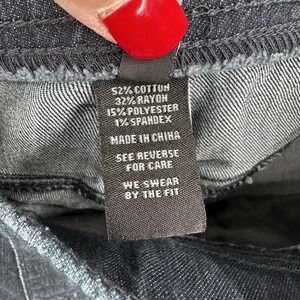 52% COTTON
32% RAYON
15% POLYESTER
1% SPANDEX
MADE IN CHINA
SEE REVERSE
FOR CARE
WE SWEAR
BY THE FIT